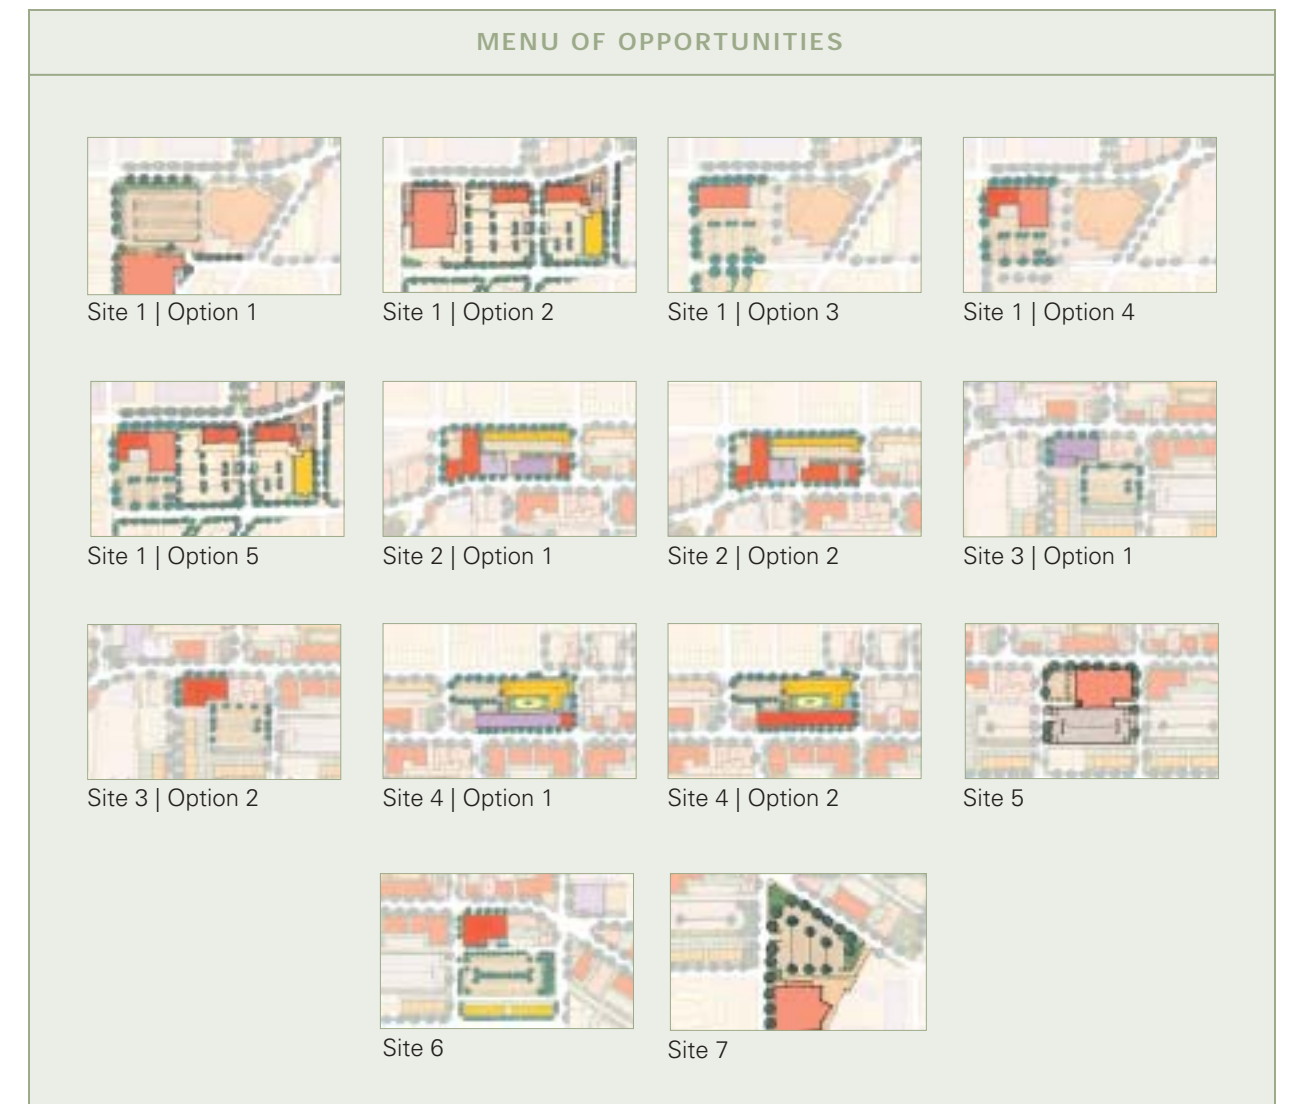 MENU OF OPPORTUNITIES
Site 1 | Option 1
Site 1 | Option 2
Site 1 | Option 3
Site 1 | Option 4
Site 1 | Option 5
Site 2 | Option 1
Site 2 | Option 2
Site 3 | Option 1
Site 3 | Option 2
Site 4 | Option 1
Site 4 | Option 2
Site 5
Site 6
Site 7